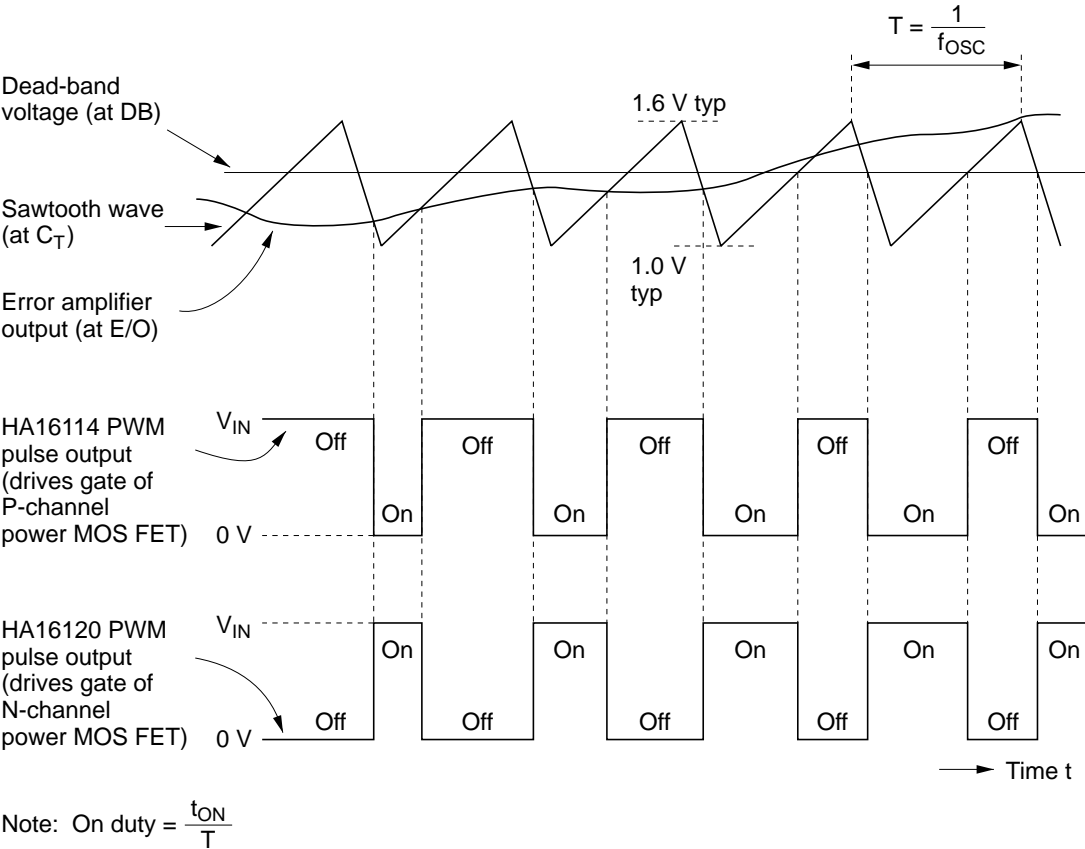 T = 1
fOSC
Dead-band
voltage (at DB)
1.6 V typ
Sawtooth wave
(at CT)
1.0 V
typ
Error amplifier
output (at E/O)
HA16114 PWM
pulse output
(drives gate of
P-channel
power MOS FET)
VIN
0 V
Off
On
Off
On
Off
On
Off
On
Off
On
HA16120 PWM
pulse output
(drives gate of
N-channel
power MOS FET)
VIN
0 V
Off
On
Off
On
Off
On
Off
On
Off
On
Time t
Note: On duty = tON
T